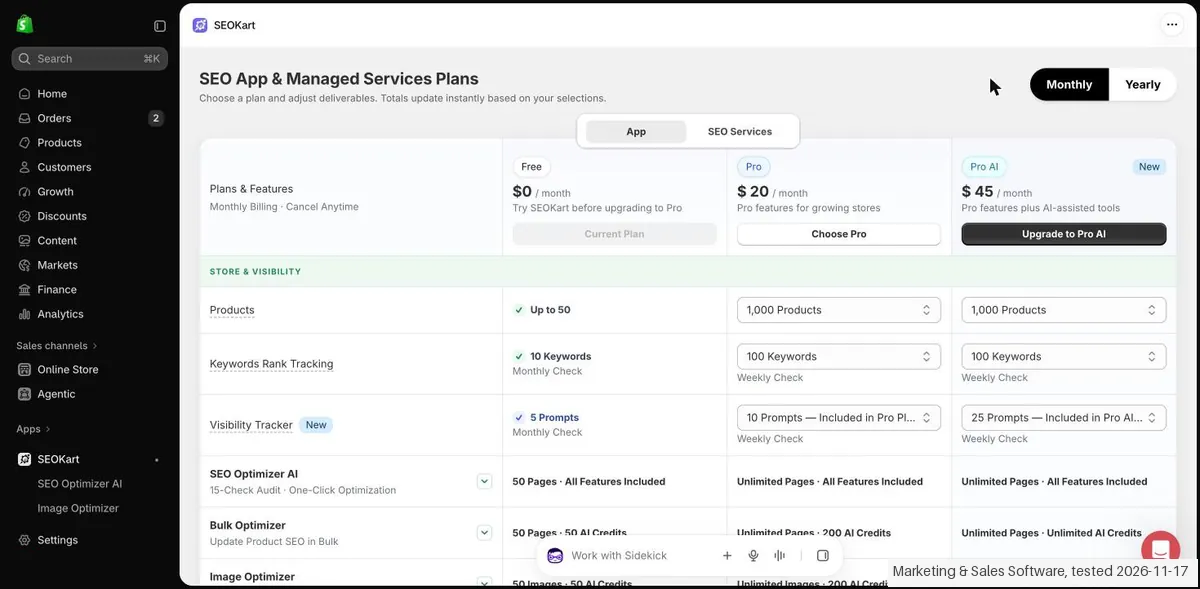 SEOKart
Search ⌘K
Home
Orders 2
Products
Customers
Growth
Discounts
Content
Markets
Finance
Analytics
Sales channels
Online Store
Agentic
Apps
SEOKart
SEO Optimizer AI
Image Optimizer
Settings
SEO App & Managed Services Plans
Choose a plan and adjust deliverables. Totals update instantly based on your selections.
Monthly Yearly
App SEO Services
Plans & Features
Monthly Billing · Cancel Anytime
Free
$0 / month
Try SEOKart before upgrading to Pro
Current Plan
Pro
$ 20 / month
Pro features for growing stores
Choose Pro
Pro AI New
$ 45 / month
Pro features plus AI-assisted tools
Upgrade to Pro AI
STORE & VISIBILITY
Products Up to 50 1,000 Products 1,000 Products
Keywords Rank Tracking 10 Keywords 100 Keywords 100 Keywords
Monthly Check Weekly Check Weekly Check
Visibility Tracker New 5 Prompts 10 Prompts — Included in Pro Pl... 25 Prompts — Included in Pro AI...
Monthly Check Weekly Check Weekly Check
SEO Optimizer AI
15-Check Audit · One-Click Optimization
50 Pages · All Features Included Unlimited Pages · All Features Included Unlimited Pages · All Features Included
Bulk Optimizer
Update Product SEO in Bulk
50 Pages · 50 AI Credits Unlimited Pages · 200 AI Credits Unlimited Pages · Unlimited AI Credits
Work with Sidekick
Image Optimizer 50 Images · 50 AI Credits Unlimited Images · 200 AI Credi
Marketing & Sales Software, tested 2026-11-17